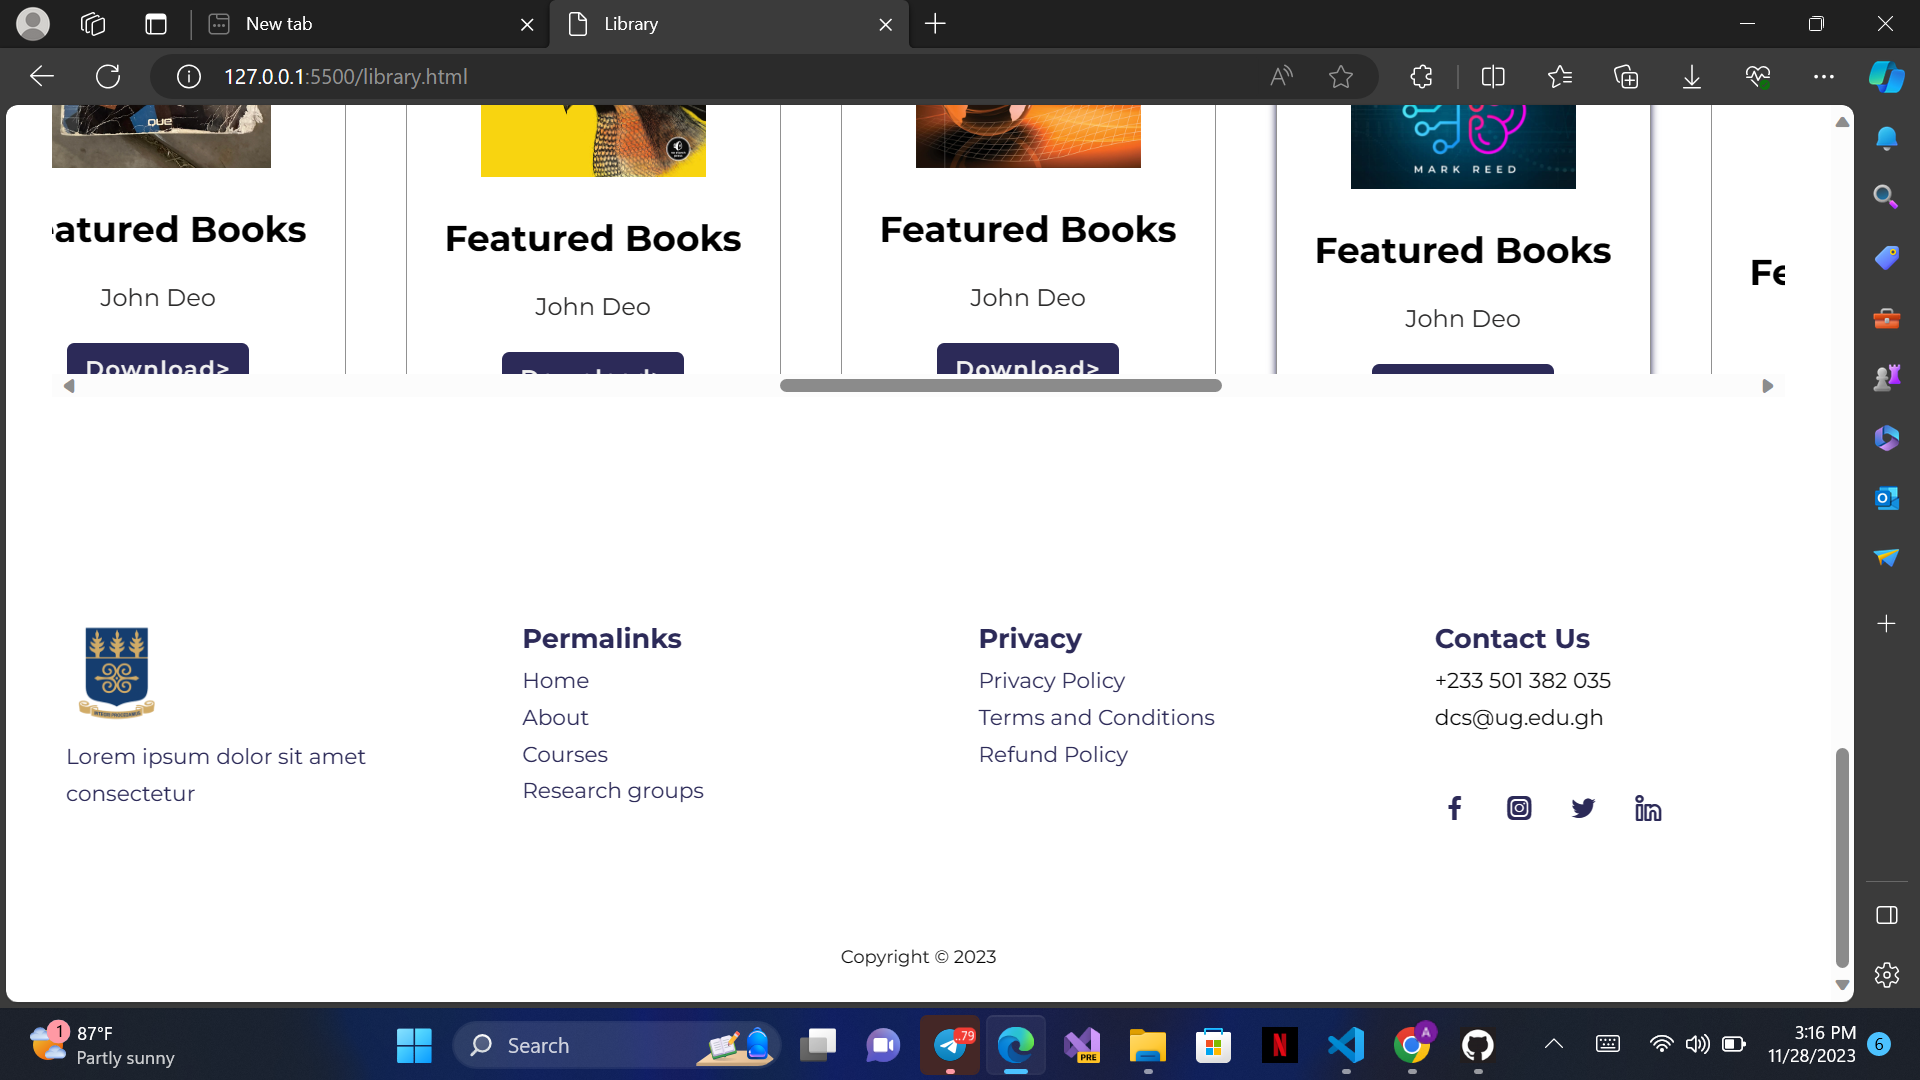 New tab
Library
127.0.0.1:5500/library.html
QUE
MARK REED
eatured Books
Featured Books
Featured Books
Featured Books
Fe
John Deo
John Deo
John Deo
John Deo
Download>
Download>
Permalinks
Home
About
Courses
Research groups
Privacy
Privacy Policy
Terms and Conditions
Refund Policy
Contact Us
+233 501 382 035
dcs@ug.edu.gh
Lorem ipsum dolor sit amet
consectetur
Copyright © 2023
1
87°F
Partly sunny
Search
..79
PRE
A
3:16 PM
11/28/2023
6